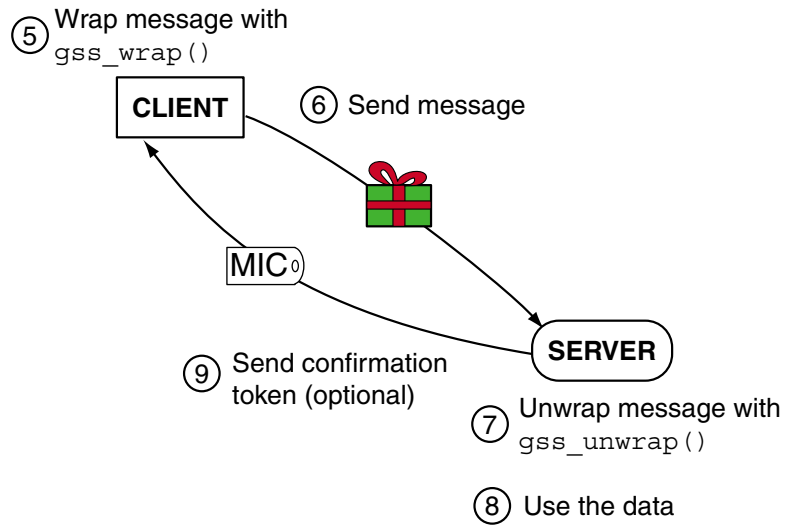 5 Wrap message with
gss_wrap()
CLIENT
6 Send message
MIC
SERVER
9 Send confirmation
token (optional)
7 Unwrap message with
gss_unwrap()
8 Use the data